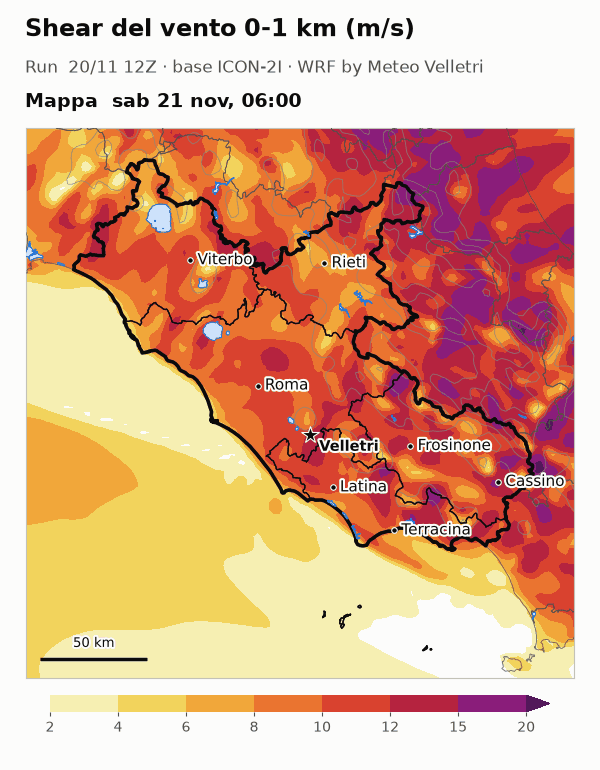 Shear del vento 0-1 km (m/s)
Run  20/11 12Z · base ICON-2I · WRF by Meteo Velletri
Mappa  sab 21 nov, 06:00
Viterbo
Rieti
Roma
Velletri
Frosinone
Cassino
Latina
Terracina
50 km
2 4 6 8 10 12 15 20